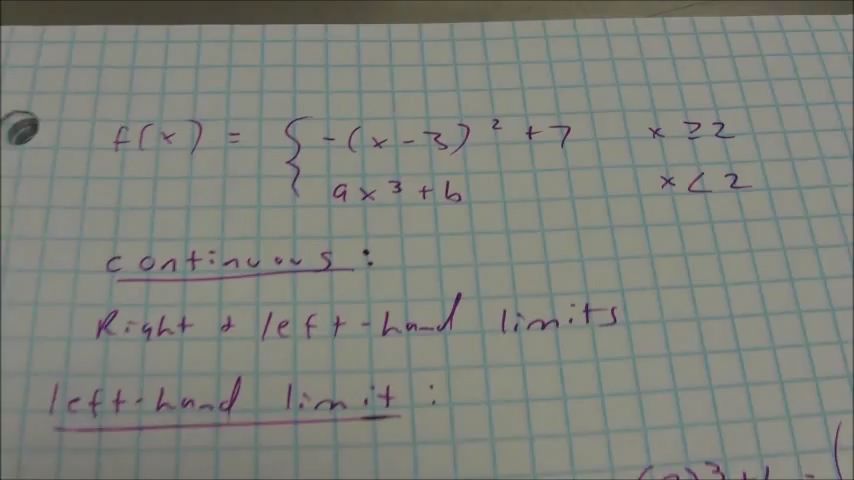 f(x) = { -(x-3)² + 7 x ≥ 2
ax³ + b x < 2
continuous:
Right & left-hand limits
left-hand limit: